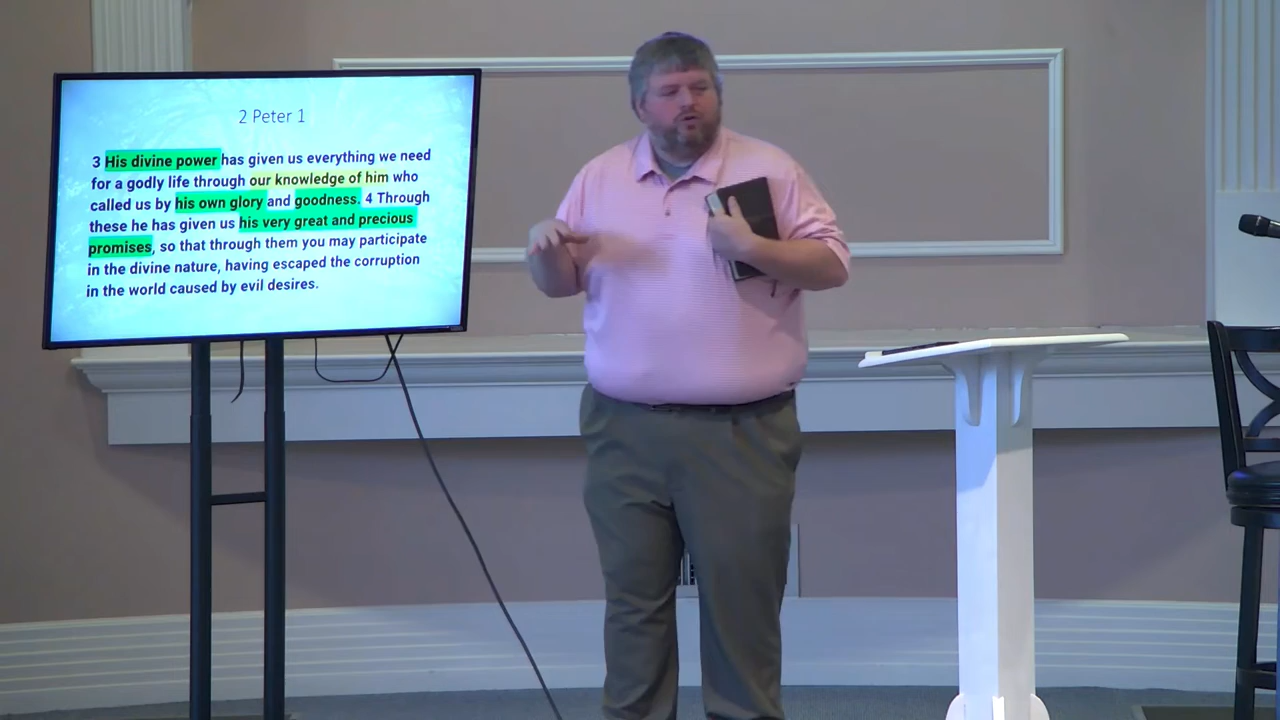 2 Peter 1
3 His divine power has given us everything we need
for a godly life through our knowledge of him who
called us by his own glory and goodness. 4 Through
these he has given us his very great and precious
promises, so that through them you may participate
in the divine nature, having escaped the corruption
in the world caused by evil desires.